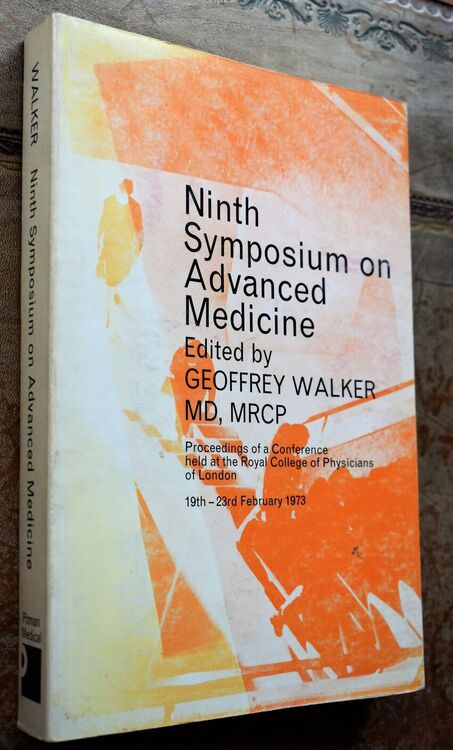 Ninth
Symposium on
Advanced
Medicine
Edited by
GEOFFREY WALKER
MD, MRCP
Proceedings of a Conference
held at the Royal College of Physicians
of London
19th – 23rd February 1973
WALKER Ninth Symposium on Advanced Medicine
Pitman
Medical